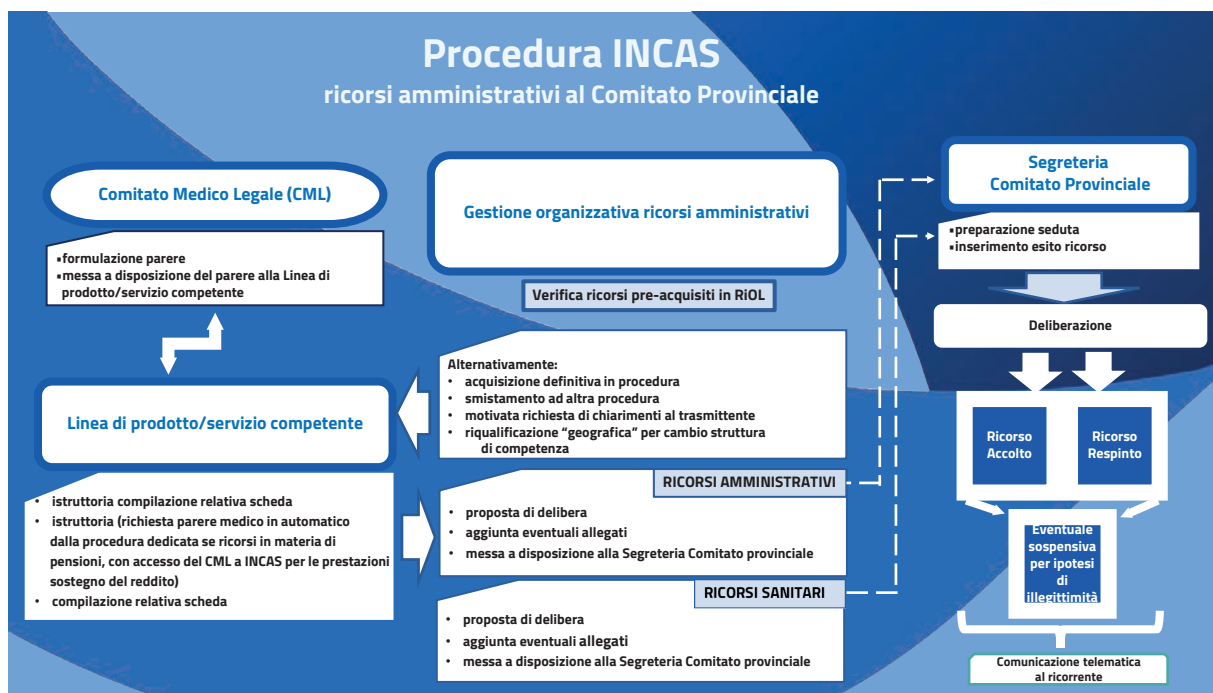 Procedura INCAS
ricorsi amministrativi al Comitato Provinciale
Comitato Medico Legale (CML)
▪formulazione parere
▪messa a disposizione del parere alla Linea di
prodotto/servizio competente
Linea di prodotto/servizio competente
• istruttoria compilazione relativa scheda
• istruttoria (richiesta parere medico in automatico
dalla procedura dedicata se ricorsi in materia di
pensioni, con accesso del CML a INCAS per le prestazioni
sostegno del reddito)
• compilazione relativa scheda
Gestione organizzativa ricorsi amministrativi
Verifica ricorsi pre-acquisiti in RiOL
Alternativamente:
• acquisizione definitiva in procedura
• smistamento ad altra procedura
• motivata richiesta di chiarimenti al trasmittente
• riqualificazione “geografica” per cambio struttura
di competenza
RICORSI AMMINISTRATIVI
• proposta di delibera
• aggiunta eventuali allegati
• messa a disposizione alla Segreteria Comitato provinciale
RICORSI SANITARI
• proposta di delibera
• aggiunta eventuali allegati
• messa a disposizione alla Segreteria Comitato provinciale
Segreteria
Comitato Provinciale
▪preparazione seduta
▪inserimento esito ricorso
Deliberazione
Ricorso
Accolto
Ricorso
Respinto
Eventuale
sospensiva
per ipotesi
di
illegittimità
Comunicazione telematica
al ricorrente